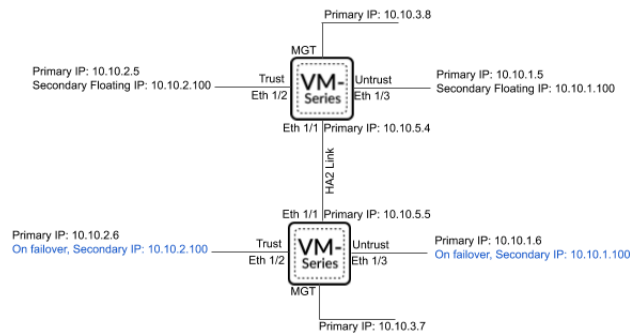 Primary IP: 10.10.3.8
MGT
Primary IP: 10.10.2.5
Secondary Floating IP: 10.10.2.100
Trust
Eth 1/2
VM-
Series
Untrust
Eth 1/3
Primary IP: 10.10.1.5
Secondary Floating IP: 10.10.1.100
Eth 1/1 Primary IP: 10.10.5.4
HA2 Link
Eth 1/1 Primary IP: 10.10.5.5
Primary IP: 10.10.2.6
On failover, Secondary IP: 10.10.2.100
Trust
Eth 1/2
VM-
Series
Untrust
Eth 1/3
Primary IP: 10.10.1.6
On failover, Secondary IP: 10.10.1.100
MGT
Primary IP: 10.10.3.7